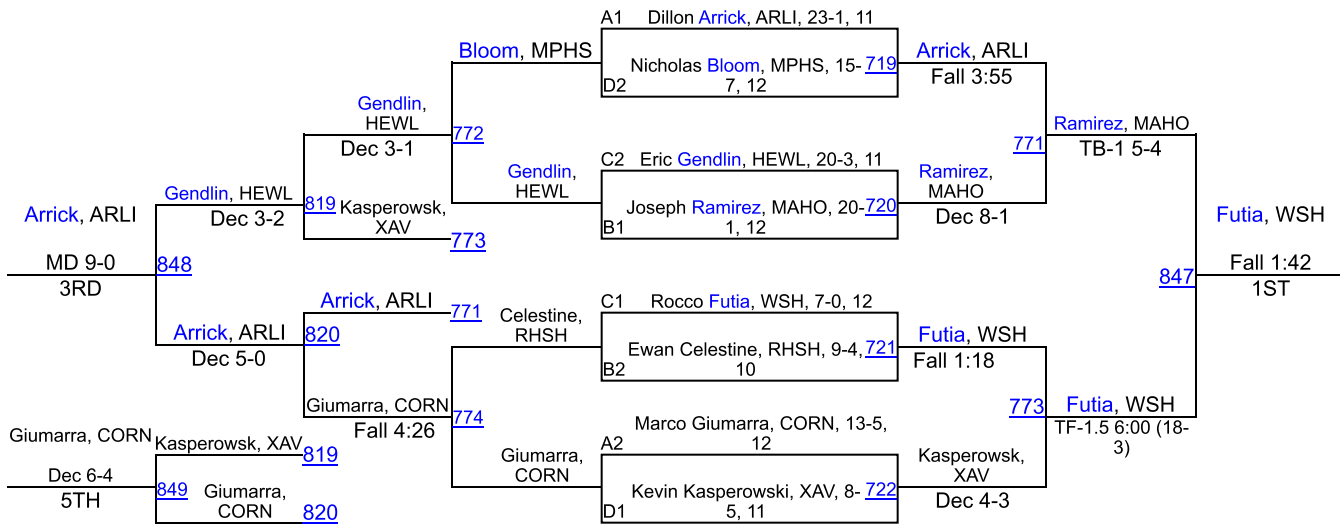 A1 Dillon Arrick, ARLI, 23-1, 11
Bloom, MPHS
Nicholas Bloom, MPHS, 15-
7, 12
719
D2
Arrick, ARLI
Fall 3:55
Gendlin,
HEWL
Dec 3-1
772
771
Ramirez, MAHO
TB-1 5-4
C2 Eric Gendlin, HEWL, 20-3, 11
Gendlin,
HEWL
Joseph Ramirez, MAHO, 20-
1, 12
720
B1
Ramirez,
MAHO
Dec 8-1
Gendlin, HEWL
Dec 3-2
819
Kasperowsk,
XAV
773
Arrick, ARLI
MD 9-0
3RD
848
Futia, WSH
Fall 1:42
1ST
847
Arrick, ARLI
771
Arrick, ARLI
Dec 5-0
820
C1 Rocco Futia, WSH, 7-0, 12
Celestine,
RHSH
Ewan Celestine, RHSH, 9-4,
10
721
B2
Futia, WSH
Fall 1:18
Giumarra, CORN
Fall 4:26
774
773
Futia, WSH
TF-1.5 6:00 (18-
3)
A2
Marco Giumarra, CORN, 13-5,
12
Giumarra,
CORN
Kevin Kasperowski, XAV, 8-
5, 11
722
D1
Kasperowsk,
XAV
Dec 4-3
Giumarra, CORN
Dec 6-4
5TH
Kasperowsk, XAV
819
849
Giumarra,
CORN
820